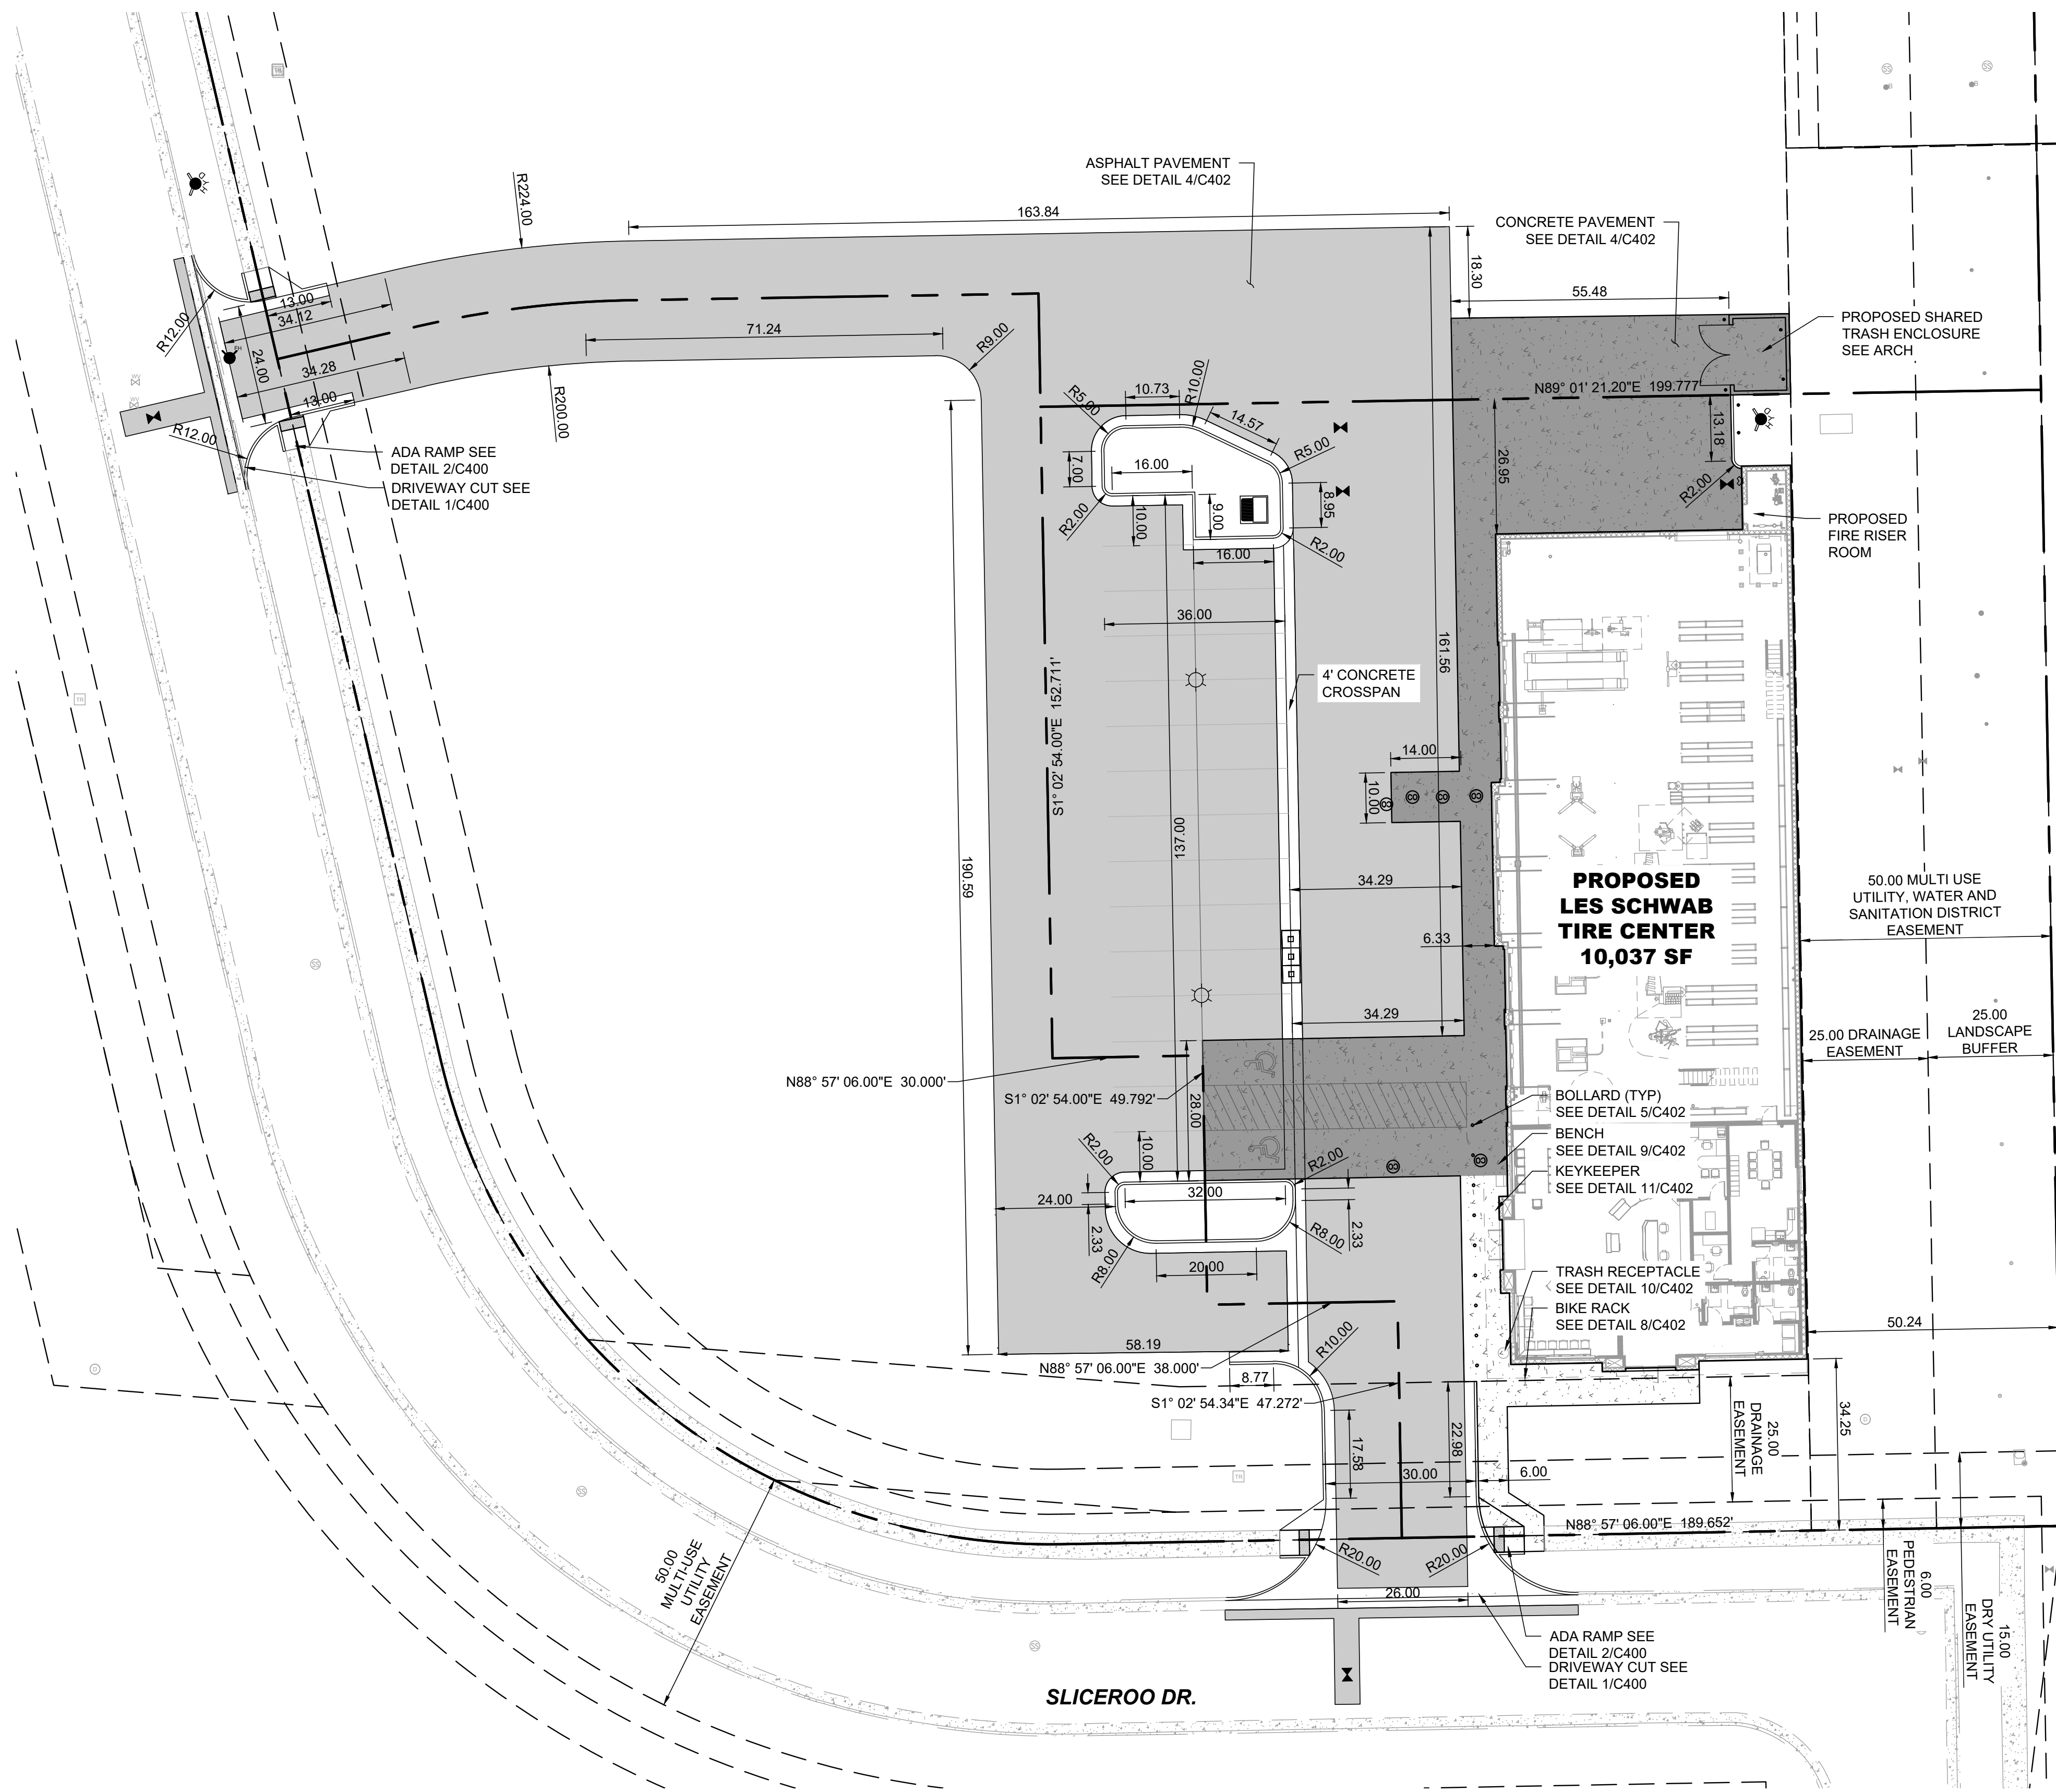 ASPHALT PAVEMENT
SEE DETAIL 4/C402
R224.00
163.84
CONCRETE PAVEMENT
SEE DETAIL 4/C402
18.30
55.48
PROPOSED SHARED
TRASH ENCLOSURE
SEE ARCH
13.00
34.12
R12.00
24.00
71.24
R9.00
34.28
13.00
R12.00
R200.00
ADA RAMP SEE
DETAIL 2/C400
DRIVEWAY CUT SEE
DETAIL 1/C400
N89° 01' 21.20"E 199.777'
R5.00
10.73
R10.00
14.57
R5.00
7.00
16.00
R2.00
10.00
9.00
8.95
R2.00
16.00
26.95
13.18
R2.00
PROPOSED
FIRE RISER
ROOM
36.00
161.56
S1° 02' 54.00"E 152.711'
4' CONCRETE
CROSSPAN
14.00
10.00
137.00
190.59
34.29
6.33
34.29
PROPOSED
LES SCHWAB
TIRE CENTER
10,037 SF
50.00 MULTI USE
UTILITY, WATER AND
SANITATION DISTRICT
EASEMENT
25.00 DRAINAGE
EASEMENT
25.00
LANDSCAPE
BUFFER
N88° 57' 06.00"E 30.000'
S1° 02' 54.00"E 49.792'
28.00
BOLLARD (TYP)
SEE DETAIL 5/C402
BENCH
SEE DETAIL 9/C402
KEYKEEPER
SEE DETAIL 11/C402
R2.00
10.00
R2.00
24.00
32.00
2.33
R8.00
2.33
R8.00
20.00
TRASH RECEPTACLE
SEE DETAIL 10/C402
BIKE RACK
SEE DETAIL 8/C402
50.24
58.19
R10.00
N88° 57' 06.00"E 38.000'
8.77
S1° 02' 54.34"E 47.272'
17.58
22.98
30.00
6.00
25.00
DRAINAGE
EASEMENT
34.25
N88° 57' 06.00"E 189.652'
R20.00
R20.00
26.00
50.00
MULTI-USE
UTILITY
EASEMENT
6.00
PEDESTRIAN
EASEMENT
15.00
DRY UTILITY
EASEMENT
ADA RAMP SEE
DETAIL 2/C400
DRIVEWAY CUT SEE
DETAIL 1/C400
SLICEROO DR.
HYD
HYD
FH
WV
WV
TR
TR
SS
SS
SS
SS
SS
D
D